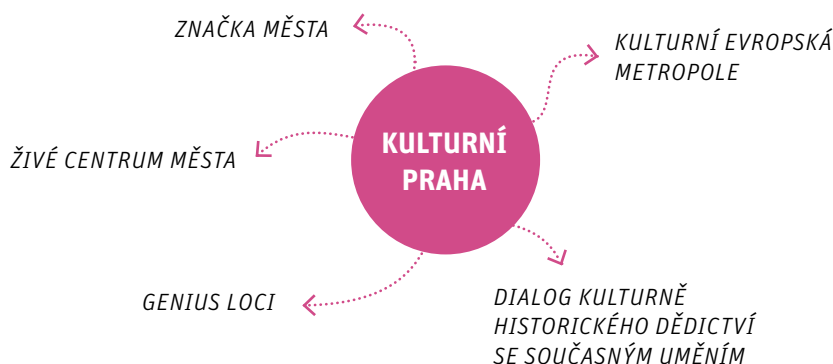 ZNAČKA MĚSTA
KULTURNÍ EVROPSKÁ
METROPOLE
KULTURNÍ
PRAHA
ŽIVÉ CENTRUM MĚSTA
GENIUS LOCI
DIALOG KULTURNĚ
HISTORICKÉHO DĚDICTVÍ
SE SOUČASNÝM UMĚNÍM